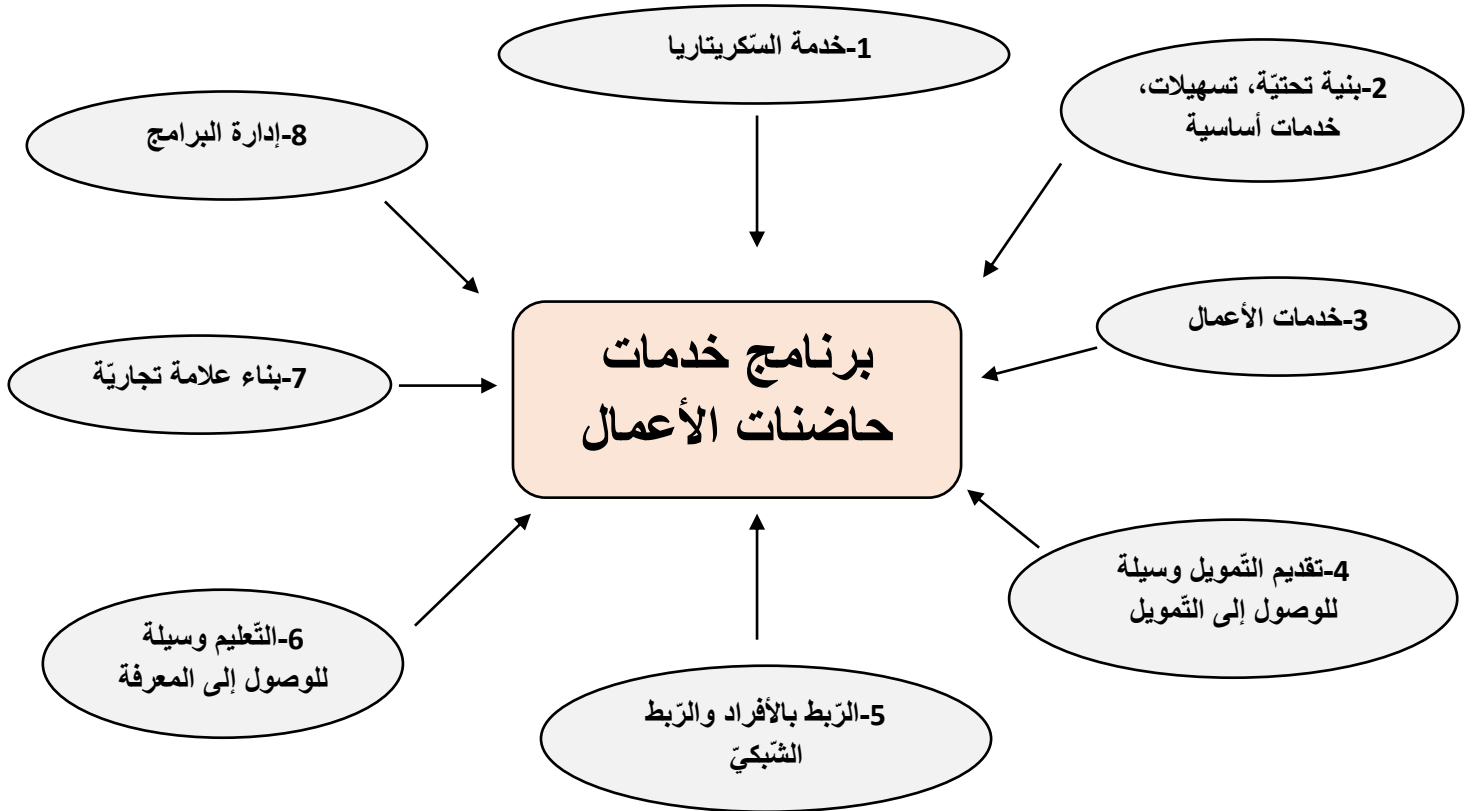 1-خدمة السّكريتاريا
2-بنية تحتيّة، تسهيلات،
خدمات أساسية
3-خدمات الأعمال
4-تقديم التّمويل وسيلة
للوصول إلى التّمويل
5-الرّبط بالأفراد والرّبط
الشّبكيّ
6-التّعليم وسيلة
للوصول إلى المعرفة
7-بناء علامة تجاريّة
8-إدارة البرامج
برنامج خدمات
حاضنات الأعمال